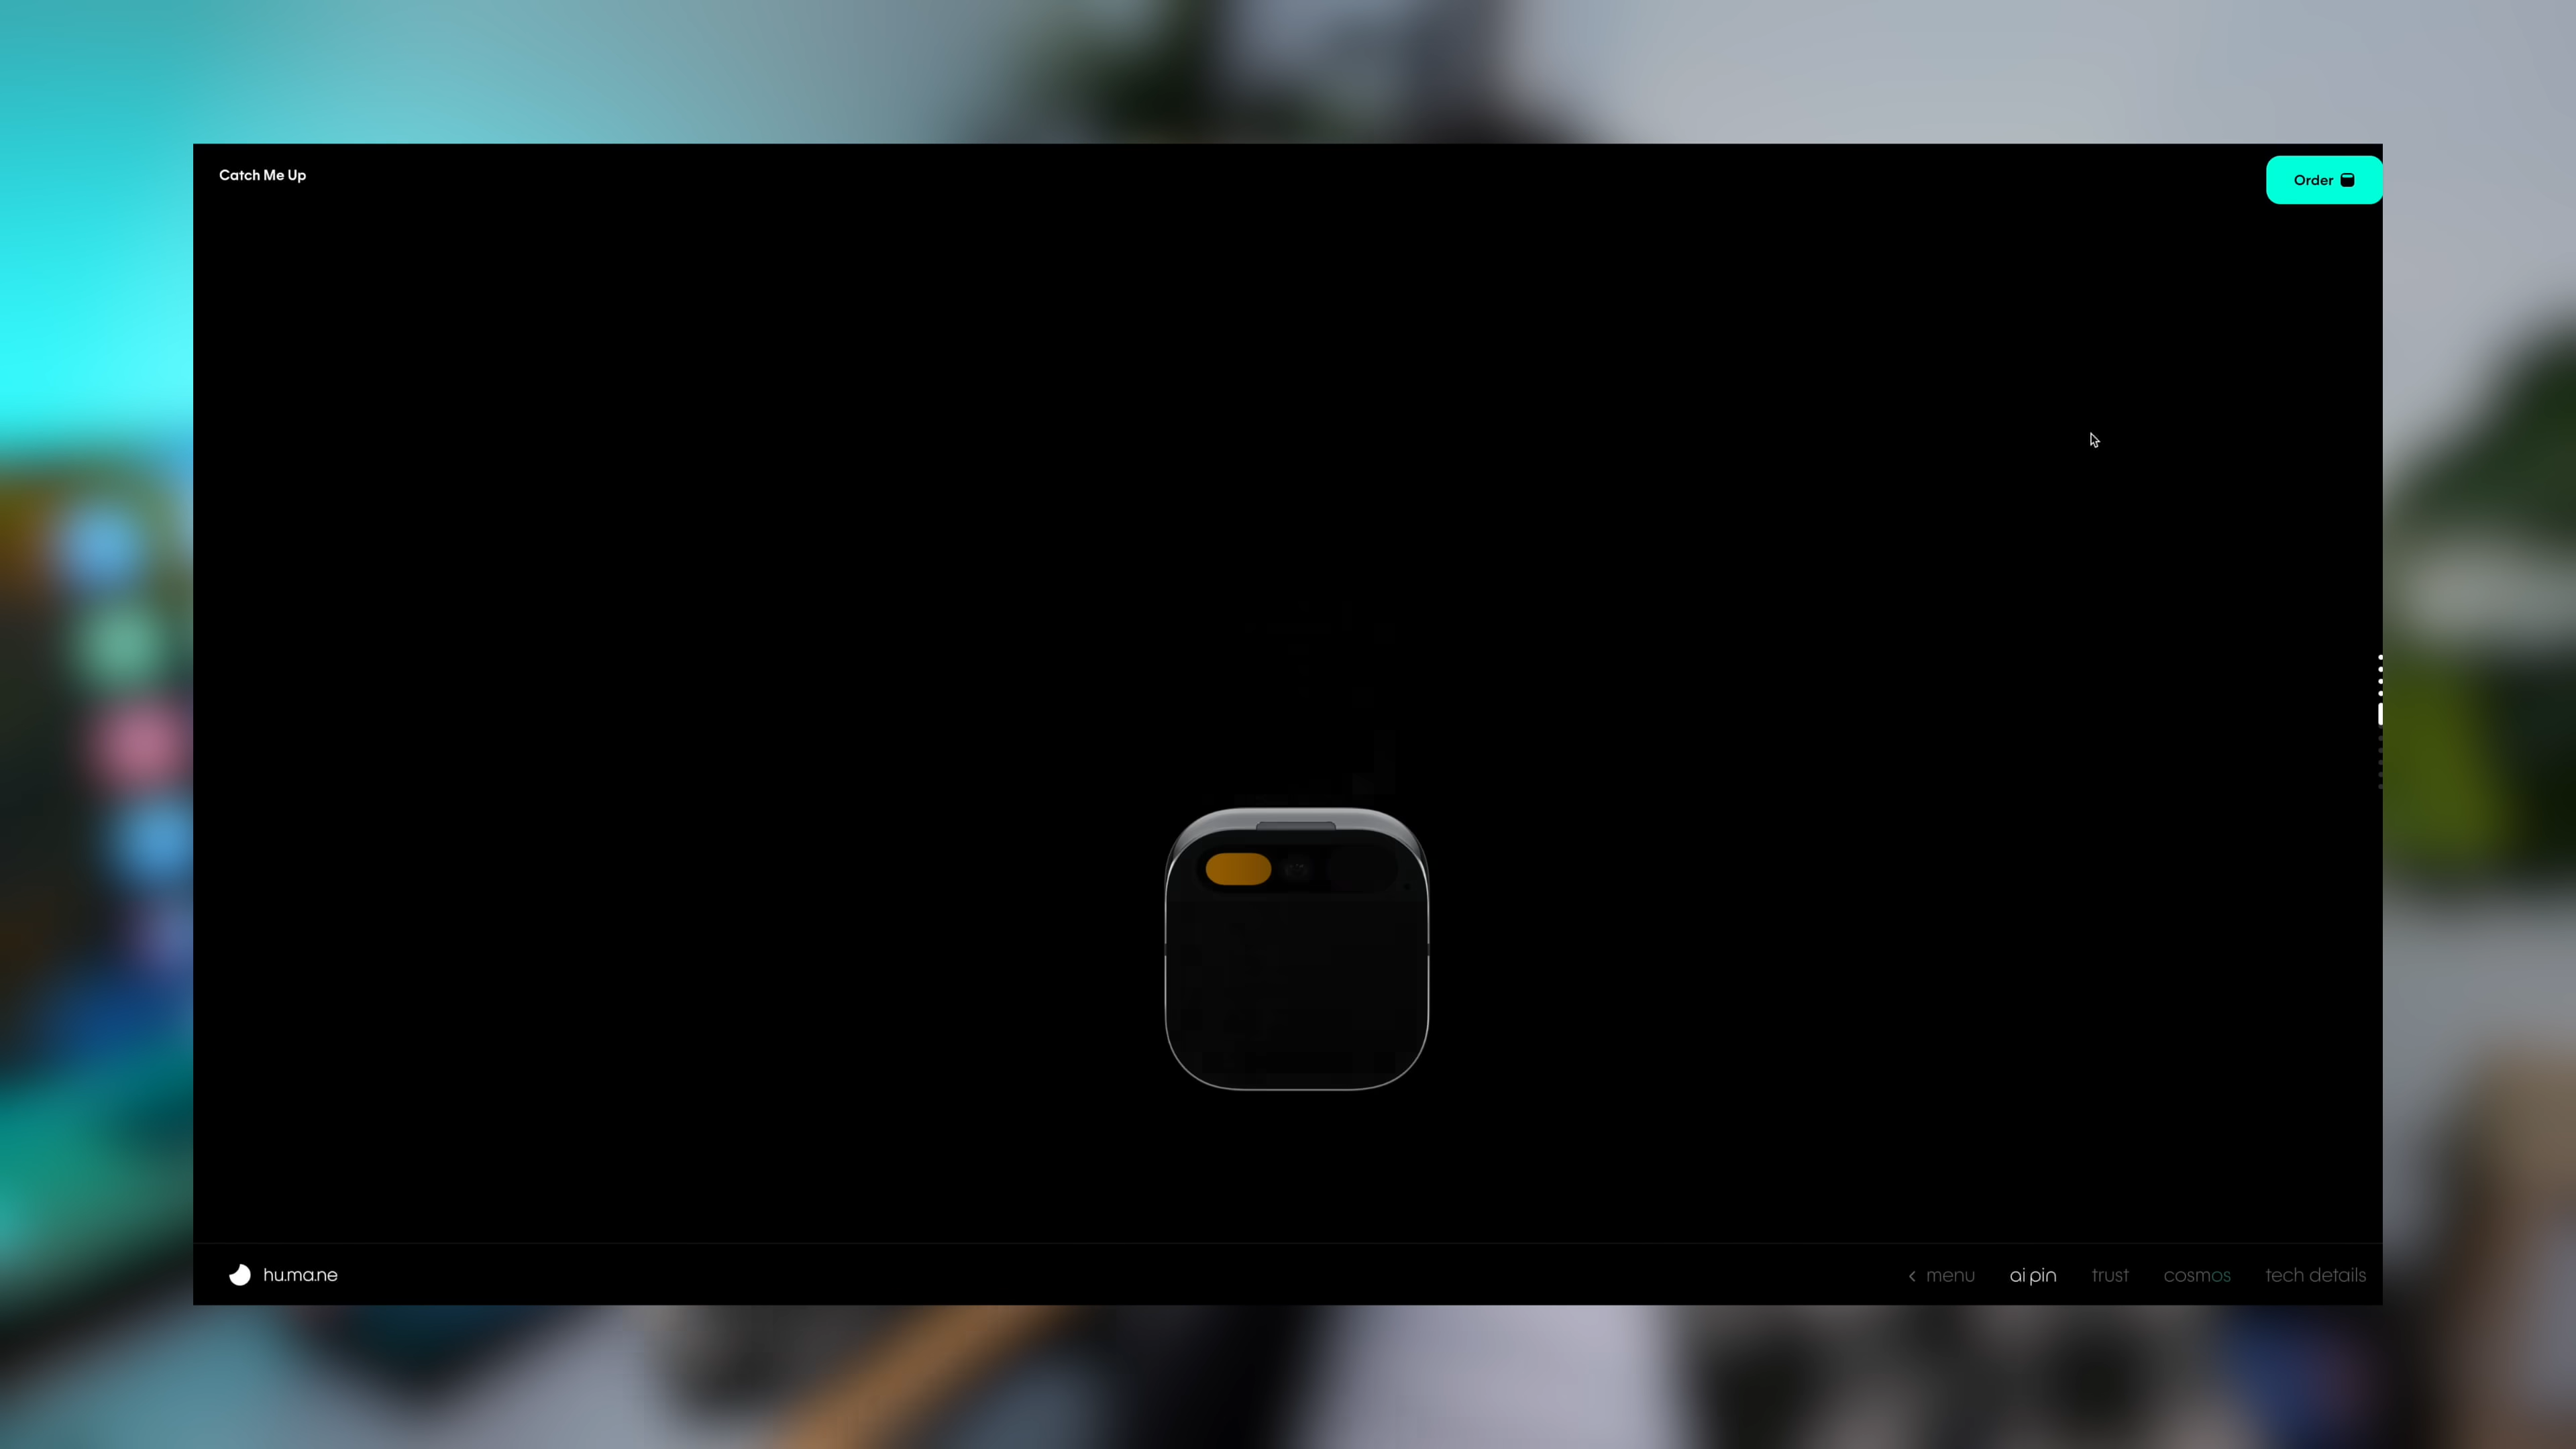 Catch Me Up
Order
hu.ma.ne
menu
ai pin
trust
cosmos
tech details